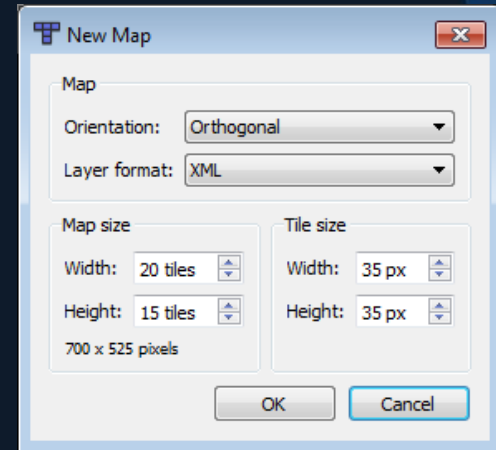 New Map
Map
Orientation: Orthogonal
Layer format: XML
Map size
Width: 20 tiles
Height: 15 tiles
700 x 525 pixels
Tile size
Width: 35 px
Height: 35 px
OK Cancel